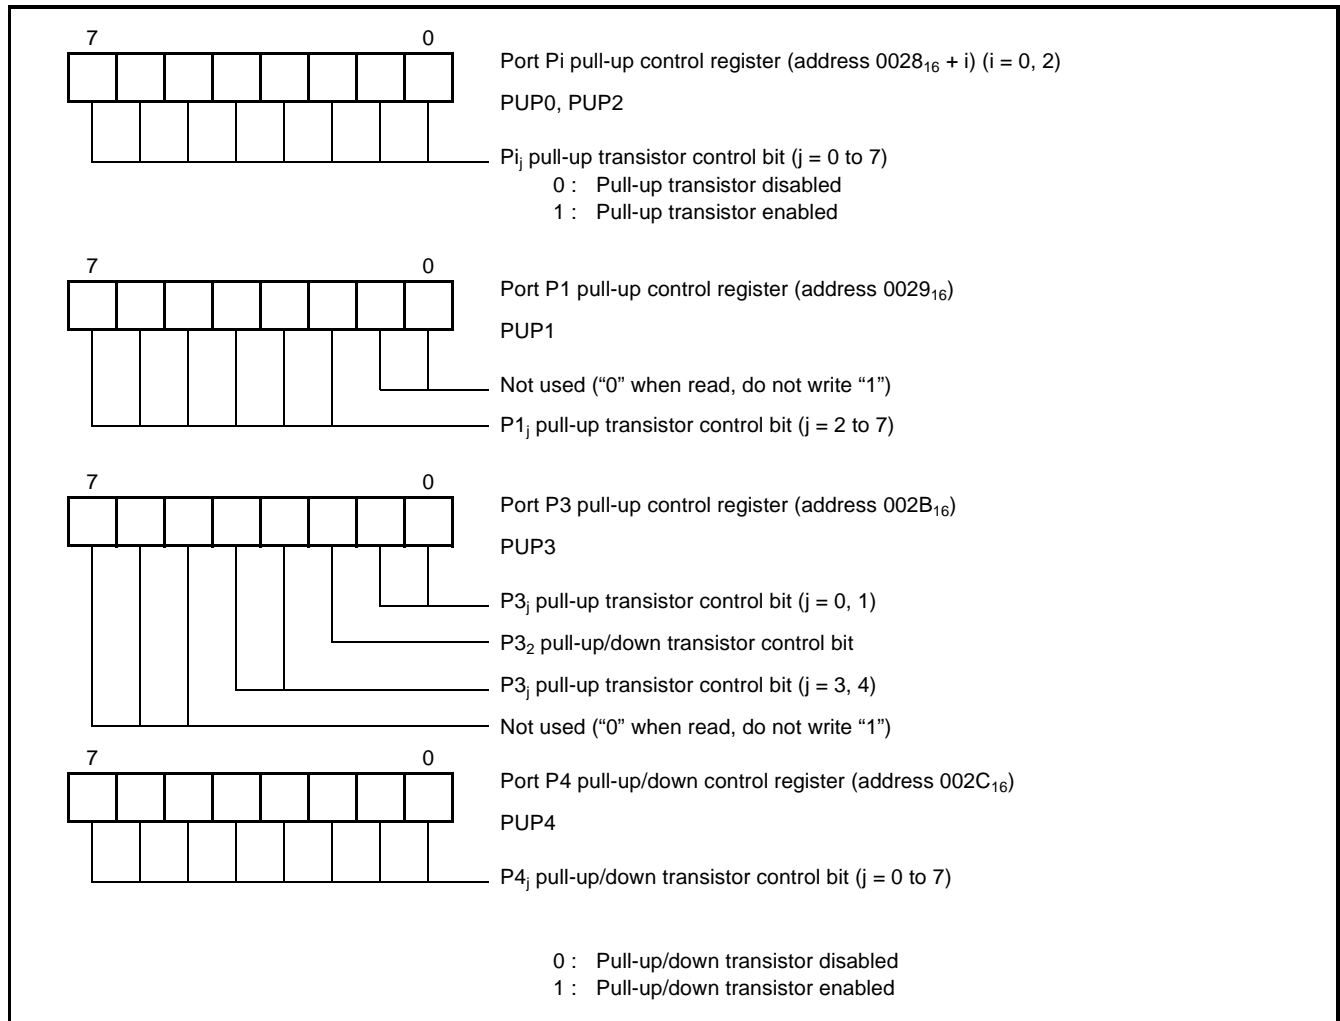 7 0
Port Pi pull-up control register (address 0028₁₆ + i) (i = 0, 2)
PUP0, PUP2
Piⱼ pull-up transistor control bit (j = 0 to 7)
0 : Pull-up transistor disabled
1 : Pull-up transistor enabled
7 0
Port P1 pull-up control register (address 0029₁₆)
PUP1
Not used (“0” when read, do not write “1”)
P1ⱼ pull-up transistor control bit (j = 2 to 7)
7 0
Port P3 pull-up control register (address 002B₁₆)
PUP3
P3ⱼ pull-up transistor control bit (j = 0, 1)
P3₂ pull-up/down transistor control bit
P3ⱼ pull-up transistor control bit (j = 3, 4)
Not used (“0” when read, do not write “1”)
7 0
Port P4 pull-up/down control register (address 002C₁₆)
PUP4
P4ⱼ pull-up/down transistor control bit (j = 0 to 7)
0 : Pull-up/down transistor disabled
1 : Pull-up/down transistor enabled